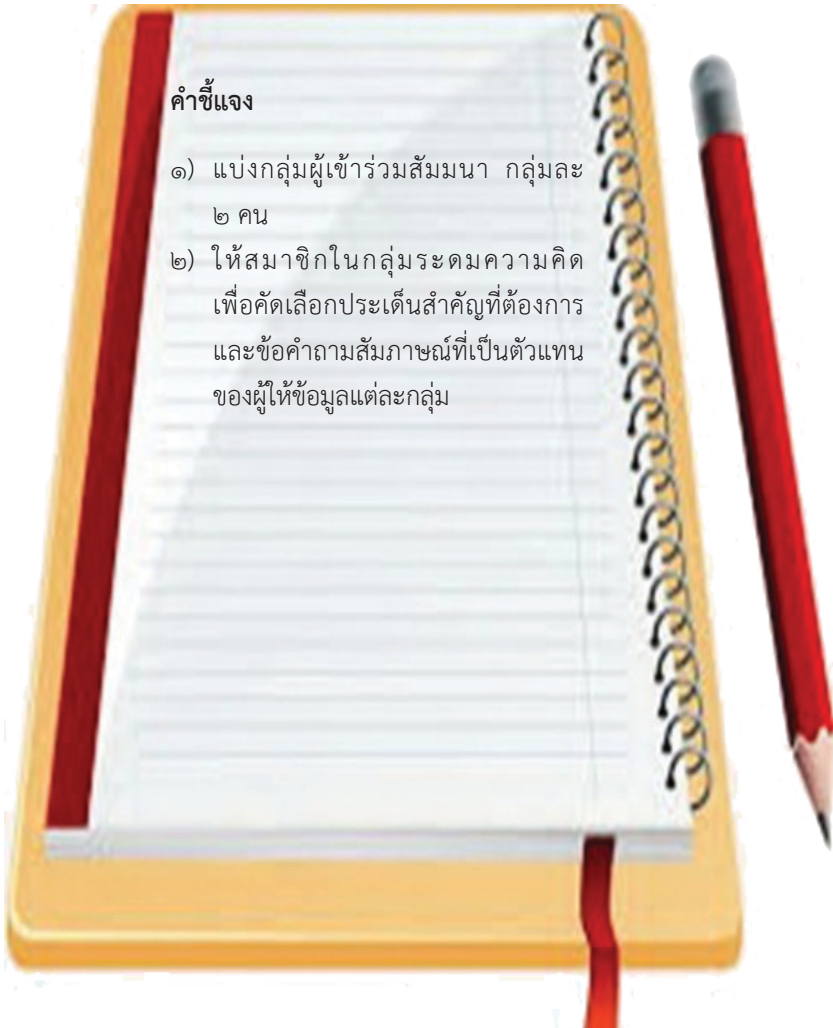 คำชี้แจง
๑) แบ่งกลุ่มผู้เข้าร่วมสัมมนา กลุ่มละ
๒ คน
๒) ให้สมาชิกในกลุ่มระดมความคิด
เพื่อคัดเลือกประเด็นสำคัญที่ต้องการ
และข้อคำถามสัมภาษณ์ที่เป็นตัวแทน
ของผู้ให้ข้อมูลแต่ละกลุ่ม